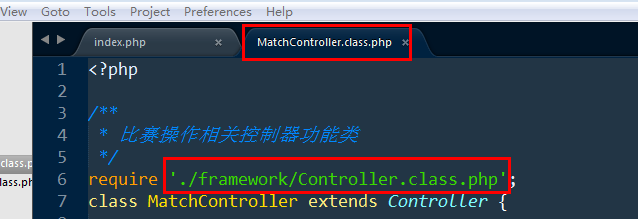 View Goto Tools Project Preferences Help
index.php × MatchController.class.php ×
1 <?php
2
3 /**
4 * 比赛操作相关控制器功能类
5 */
6 require './framework/Controller.class.php';
7 class MatchController extends Controller {
class.p
lass.php